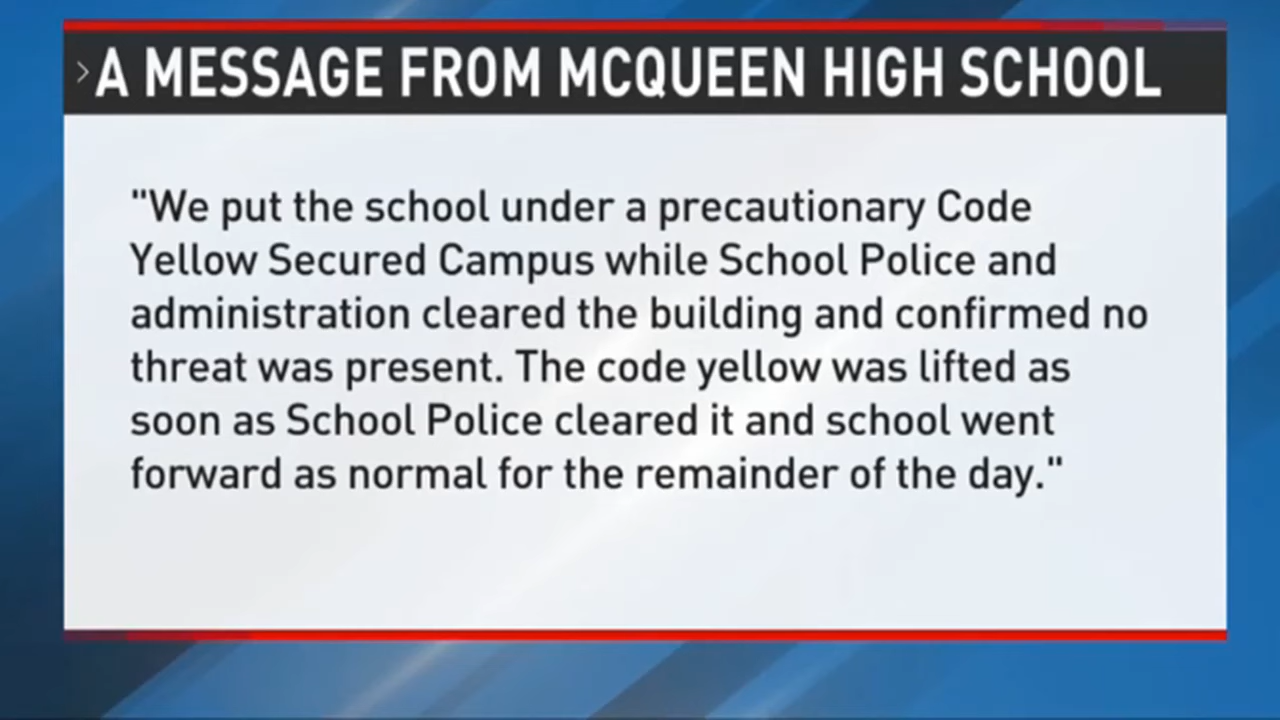 > A MESSAGE FROM MCQUEEN HIGH SCHOOL
"We put the school under a precautionary Code
Yellow Secured Campus while School Police and
administration cleared the building and confirmed no
threat was present. The code yellow was lifted as
soon as School Police cleared it and school went
forward as normal for the remainder of the day."